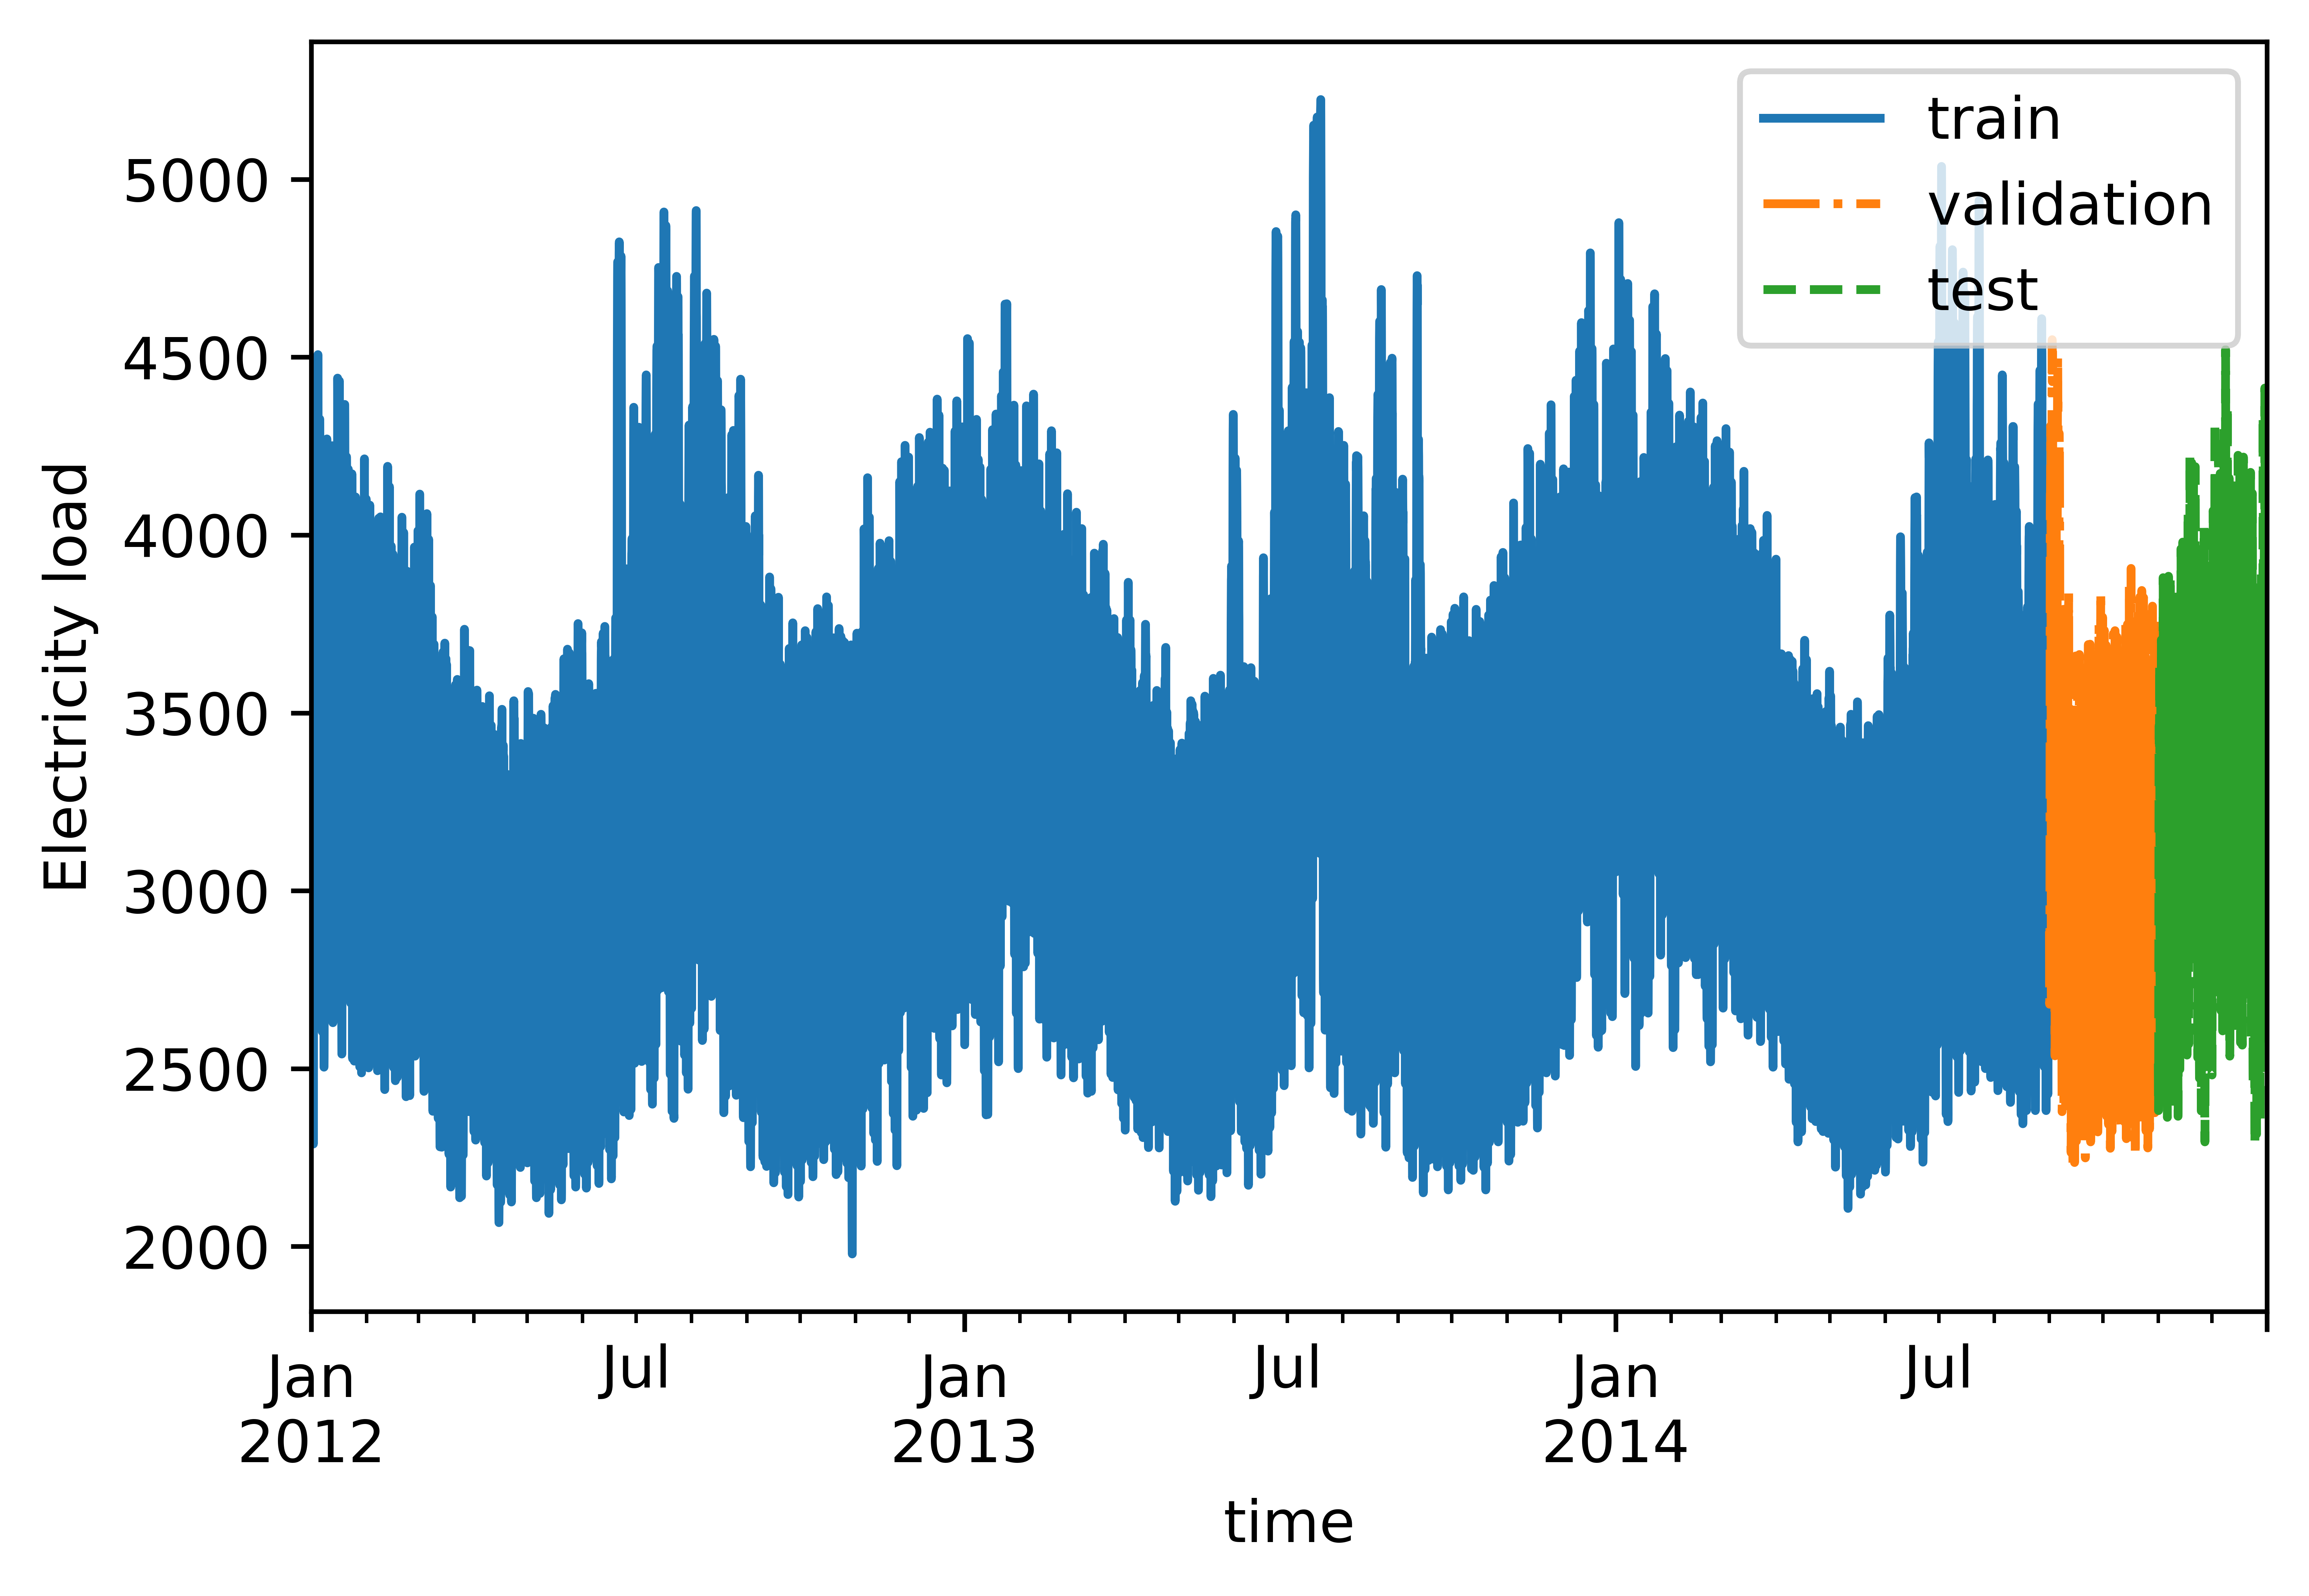 train
validation
test
5000
4500
4000
3500
3000
2500
2000
Electricity load
Jan
2012
Jul
Jan
2013
Jul
Jan
2014
Jul
time